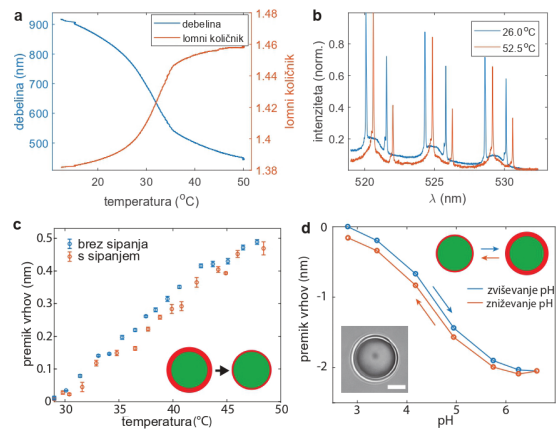 a
debelina
lomni količnik
900
800
700
600
500
1.48
1.46
1.44
1.42
1.4
1.38
10
20
30
40
50
debelina (nm)
lomni količnik
temperatura (°C)
b
26.0°C
52.5°C
0.8
0.6
0.4
0.2
520
525
530
intenziteta (norm.)
λ (nm)
c
brez sipanja
s sipanjem
0.5
0.4
0.3
0.2
0.1
0
30
35
40
45
50
premik vrhov (nm)
temperatura(°C)
d
zviševanje pH
zniževanje pH
0
-1
-2
3
4
5
6
premik vrhov (nm)
pH